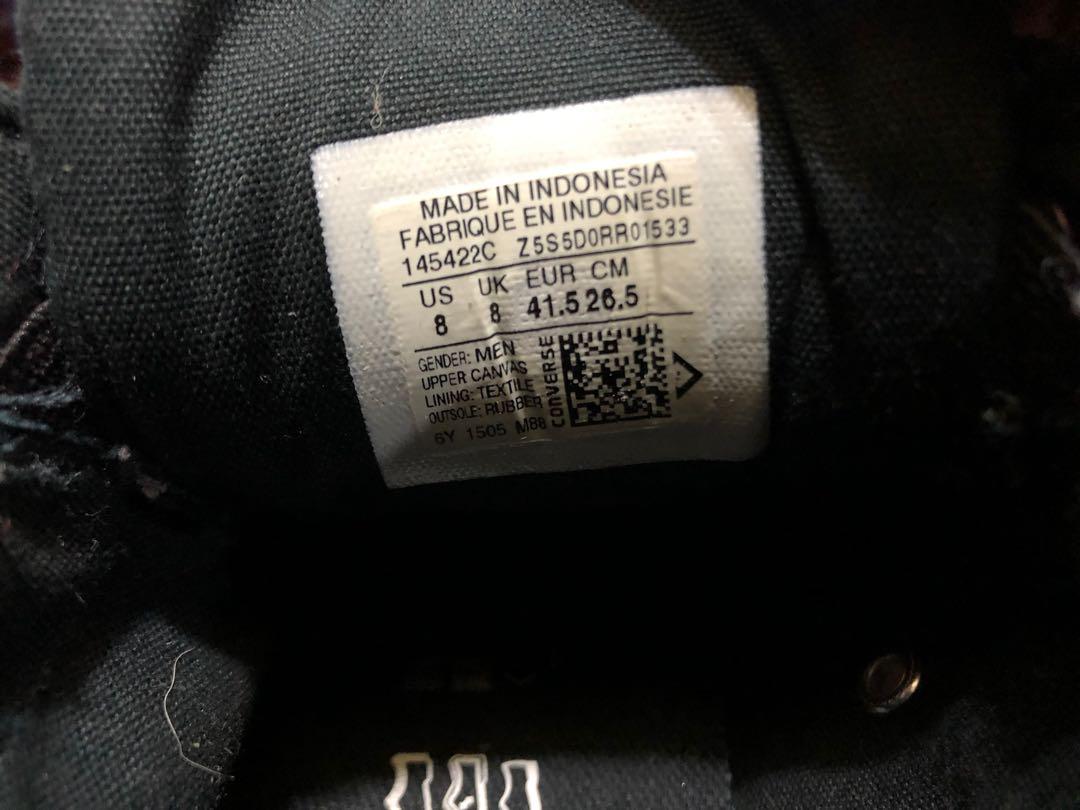 MADE IN INDONESIA
FABRIQUE EN INDONESIE
145422C Z5S5D0RR01533
US UK EUR CM
8 8 41.5 26.5
GENDER: MEN
UPPER CANVAS
LINING: TEXTILE
OUTSOLE: RUBBER
6Y 1505 M88
CONVERSE